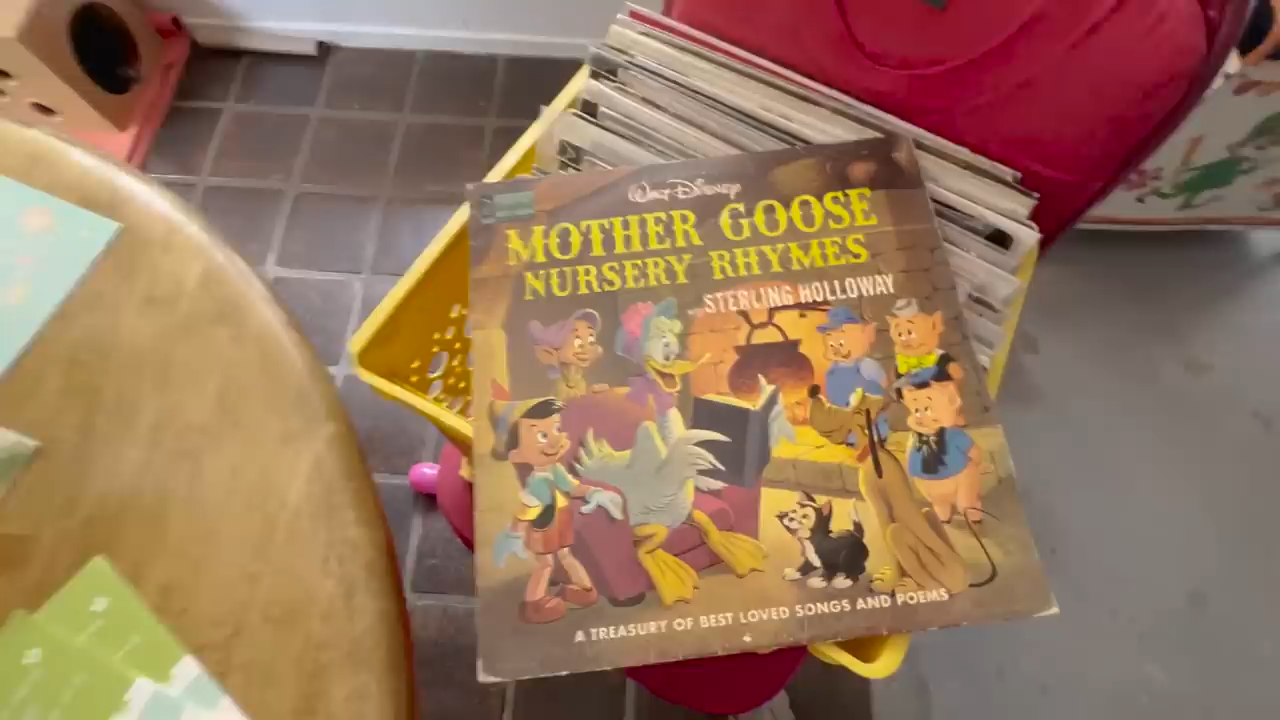 WALT DISNEY
MOTHER GOOSE
NURSERY RHYMES
STERLING HOLLOWAY
A TREASURY OF BEST LOVED SONGS AND POEMS